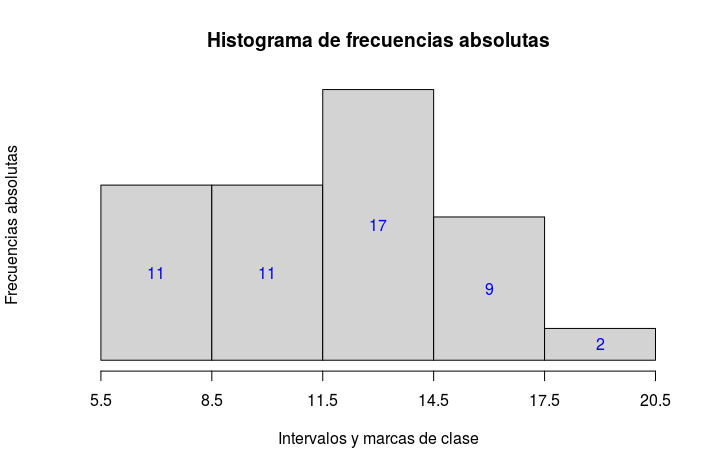 Histograma de frecuencias absolutas
Frecuencias absolutas
11
11
17
9
2
5.5 8.5 11.5 14.5 17.5 20.5
Intervalos y marcas de clase